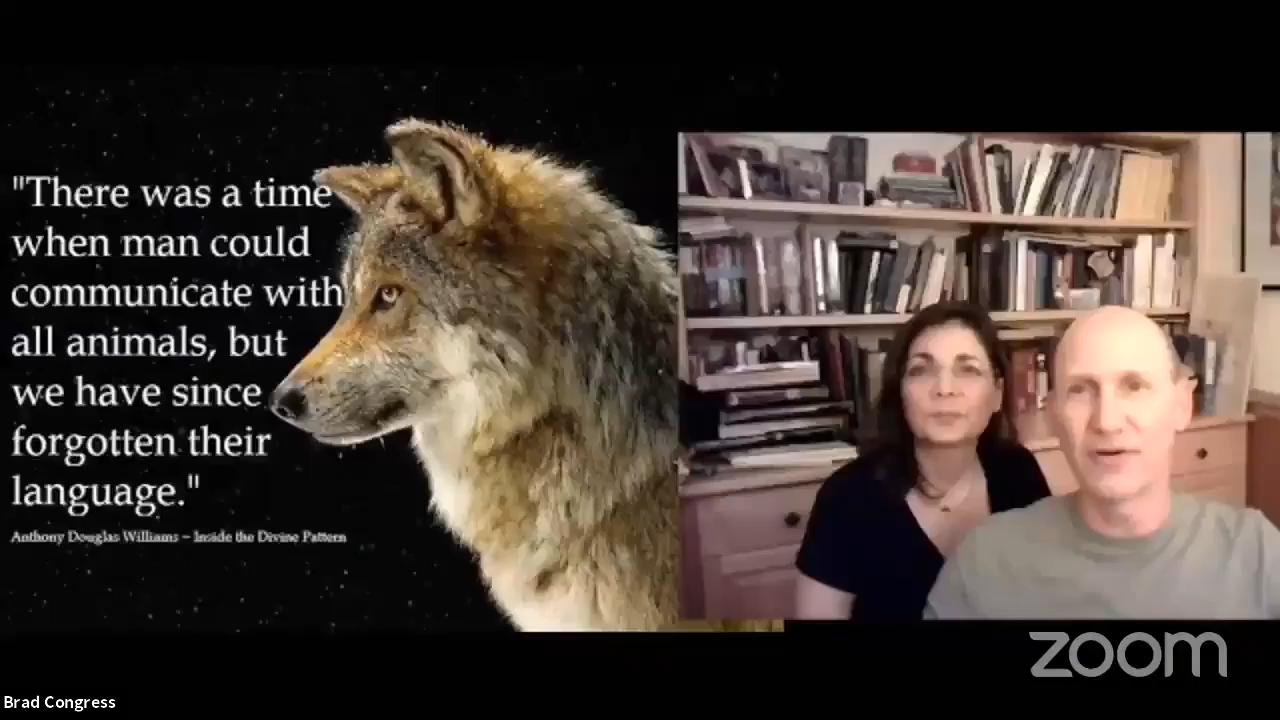 "There was a time
when man could
communicate with
all animals, but
we have since
forgotten their
language."
Anthony Douglas Williams – Inside the Divine Pattern
zoom
Brad Congress